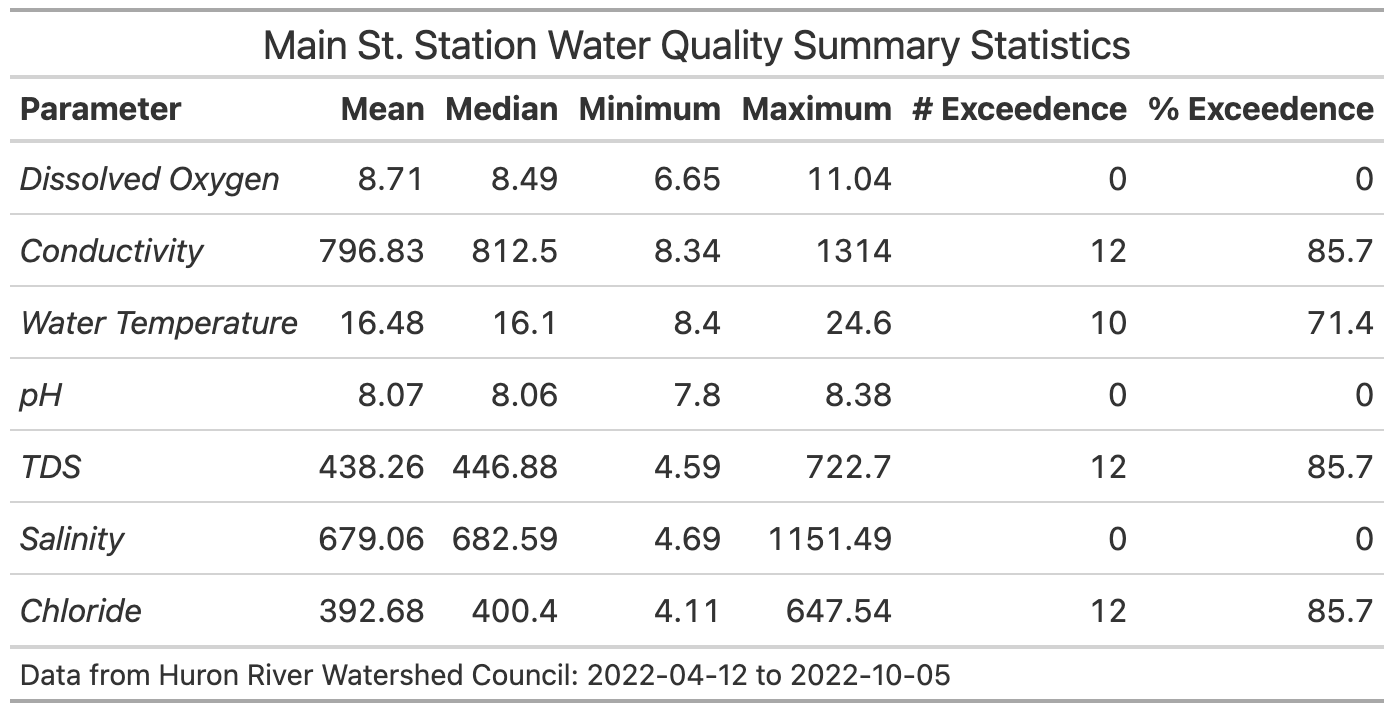 Main St. Station Water Quality Summary Statistics
Parameter Mean Median Minimum Maximum # Exceedence % Exceedence
Dissolved Oxygen 8.71 8.49 6.65 11.04 0 0
Conductivity 796.83 812.5 8.34 1314 12 85.7
Water Temperature 16.48 16.1 8.4 24.6 10 71.4
pH 8.07 8.06 7.8 8.38 0 0
TDS 438.26 446.88 4.59 722.7 12 85.7
Salinity 679.06 682.59 4.69 1151.49 0 0
Chloride 392.68 400.4 4.11 647.54 12 85.7
Data from Huron River Watershed Council: 2022-04-12 to 2022-10-05